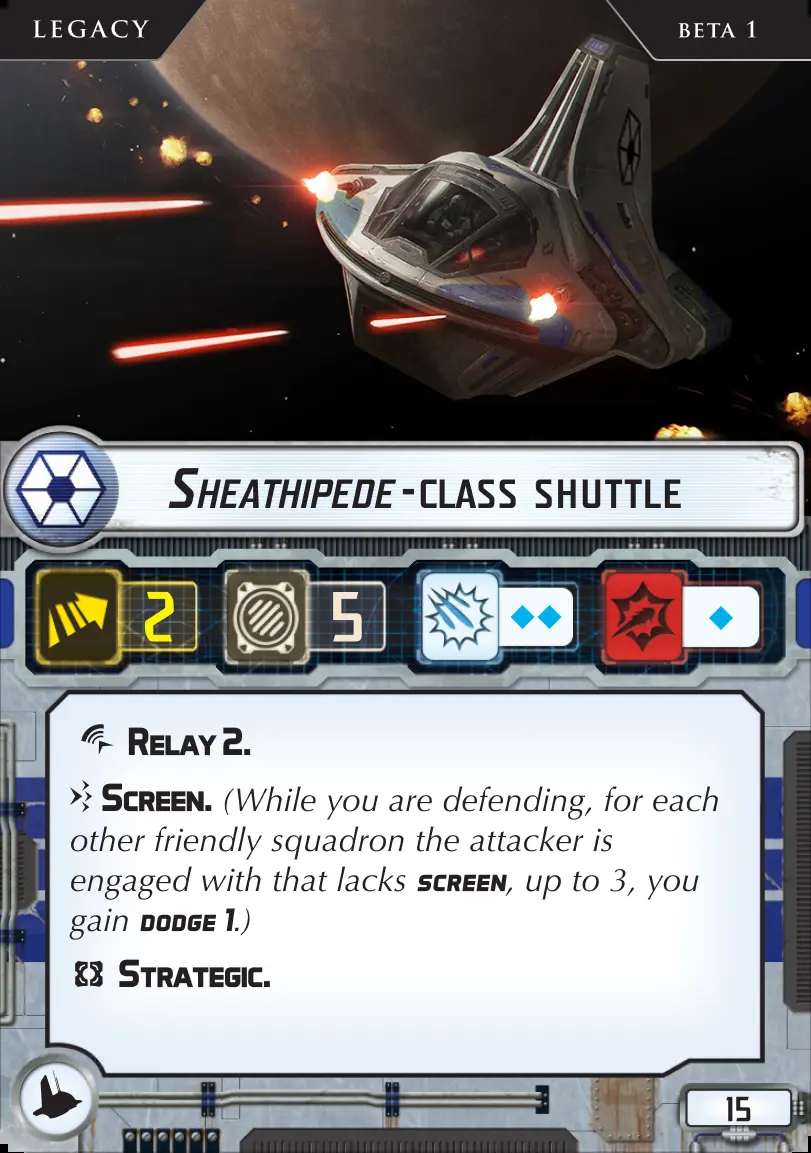 LEGACY
BETA 1
SHEATHIPEDE-CLASS SHUTTLE
2
5
RELAY 2.
SCREEN. (While you are defending, for each
other friendly squadron the attacker is
engaged with that lacks SCREEN, up to 3, you
gain DODGE 1.)
STRATEGIC.
15